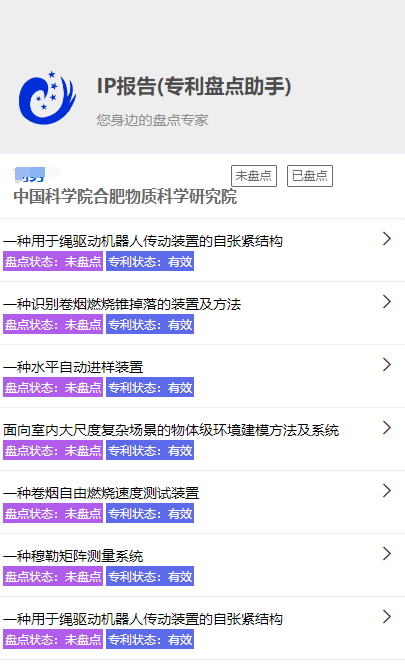 IP报告(专利盘点助手)
您身边的盘点专家
未盘点 已盘点
中国科学院合肥物质科学研究院
一种用于绳驱动机器人传动装置的自张紧结构
盘点状态：未盘点 专利状态：有效
一种识别卷烟燃烧锥掉落的装置及方法
盘点状态：未盘点 专利状态：有效
一种水平自动进样装置
盘点状态：未盘点 专利状态：有效
面向室内大尺度复杂场景的物体级环境建模方法及系统
盘点状态：未盘点 专利状态：有效
一种卷烟自由燃烧速度测试装置
盘点状态：未盘点 专利状态：有效
一种穆勒矩阵测量系统
盘点状态：未盘点 专利状态：有效
一种用于绳驱动机器人传动装置的自张紧结构
盘点状态：未盘点 专利状态：有效